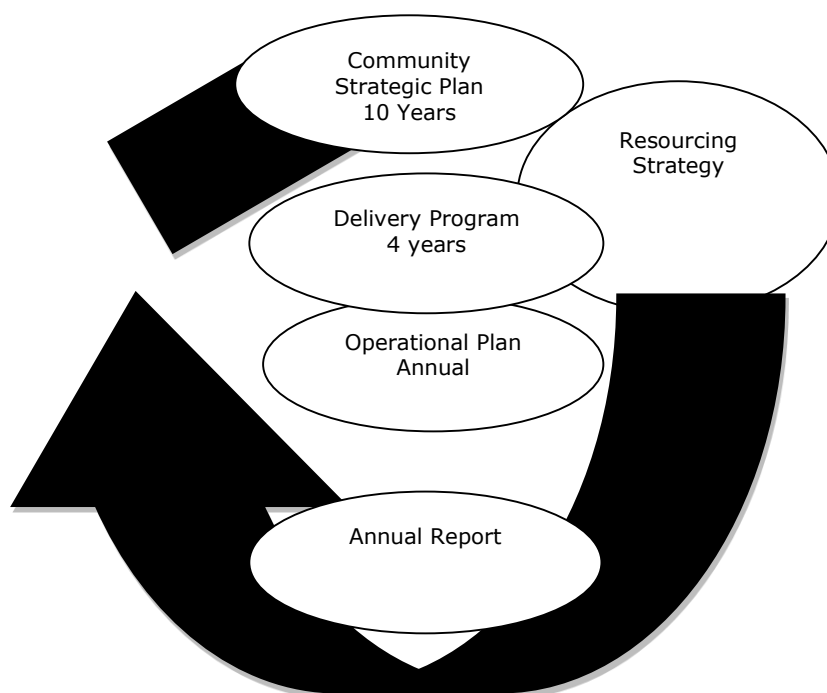 Community
Strategic Plan
10 Years
Resourcing
Strategy
Delivery Program
4 years
Operational Plan
Annual
Annual Report